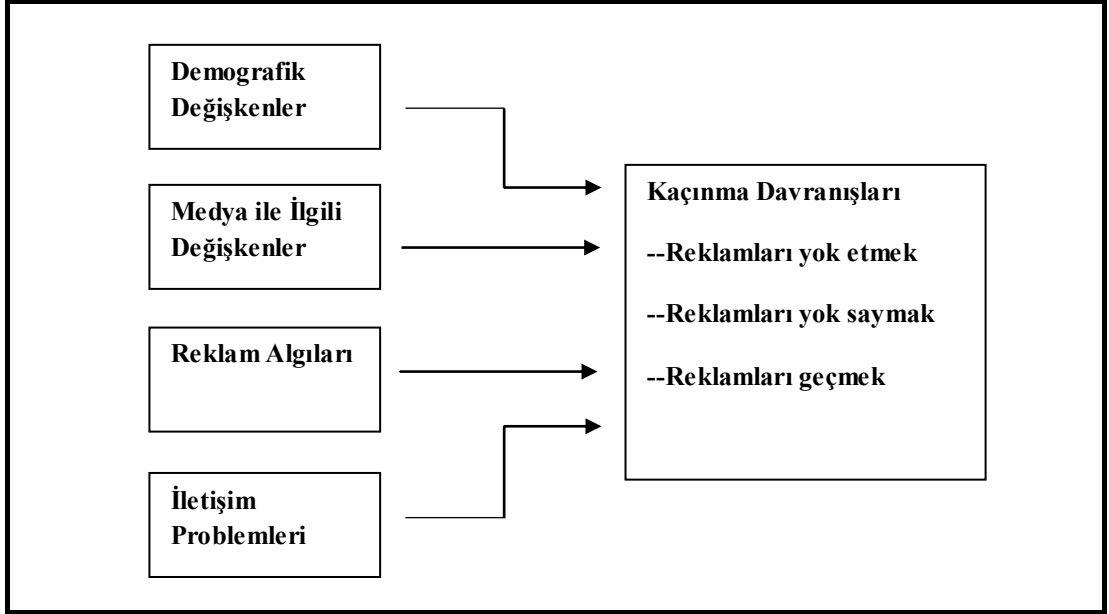 Demografik
Değişkenler
Medya ile İlgili
Değişkenler
Reklam Algıları
İletişim
Problemleri
Kaçınma Davranışları
--Reklamları yok etmek
--Reklamları yok saymak
--Reklamları geçmek